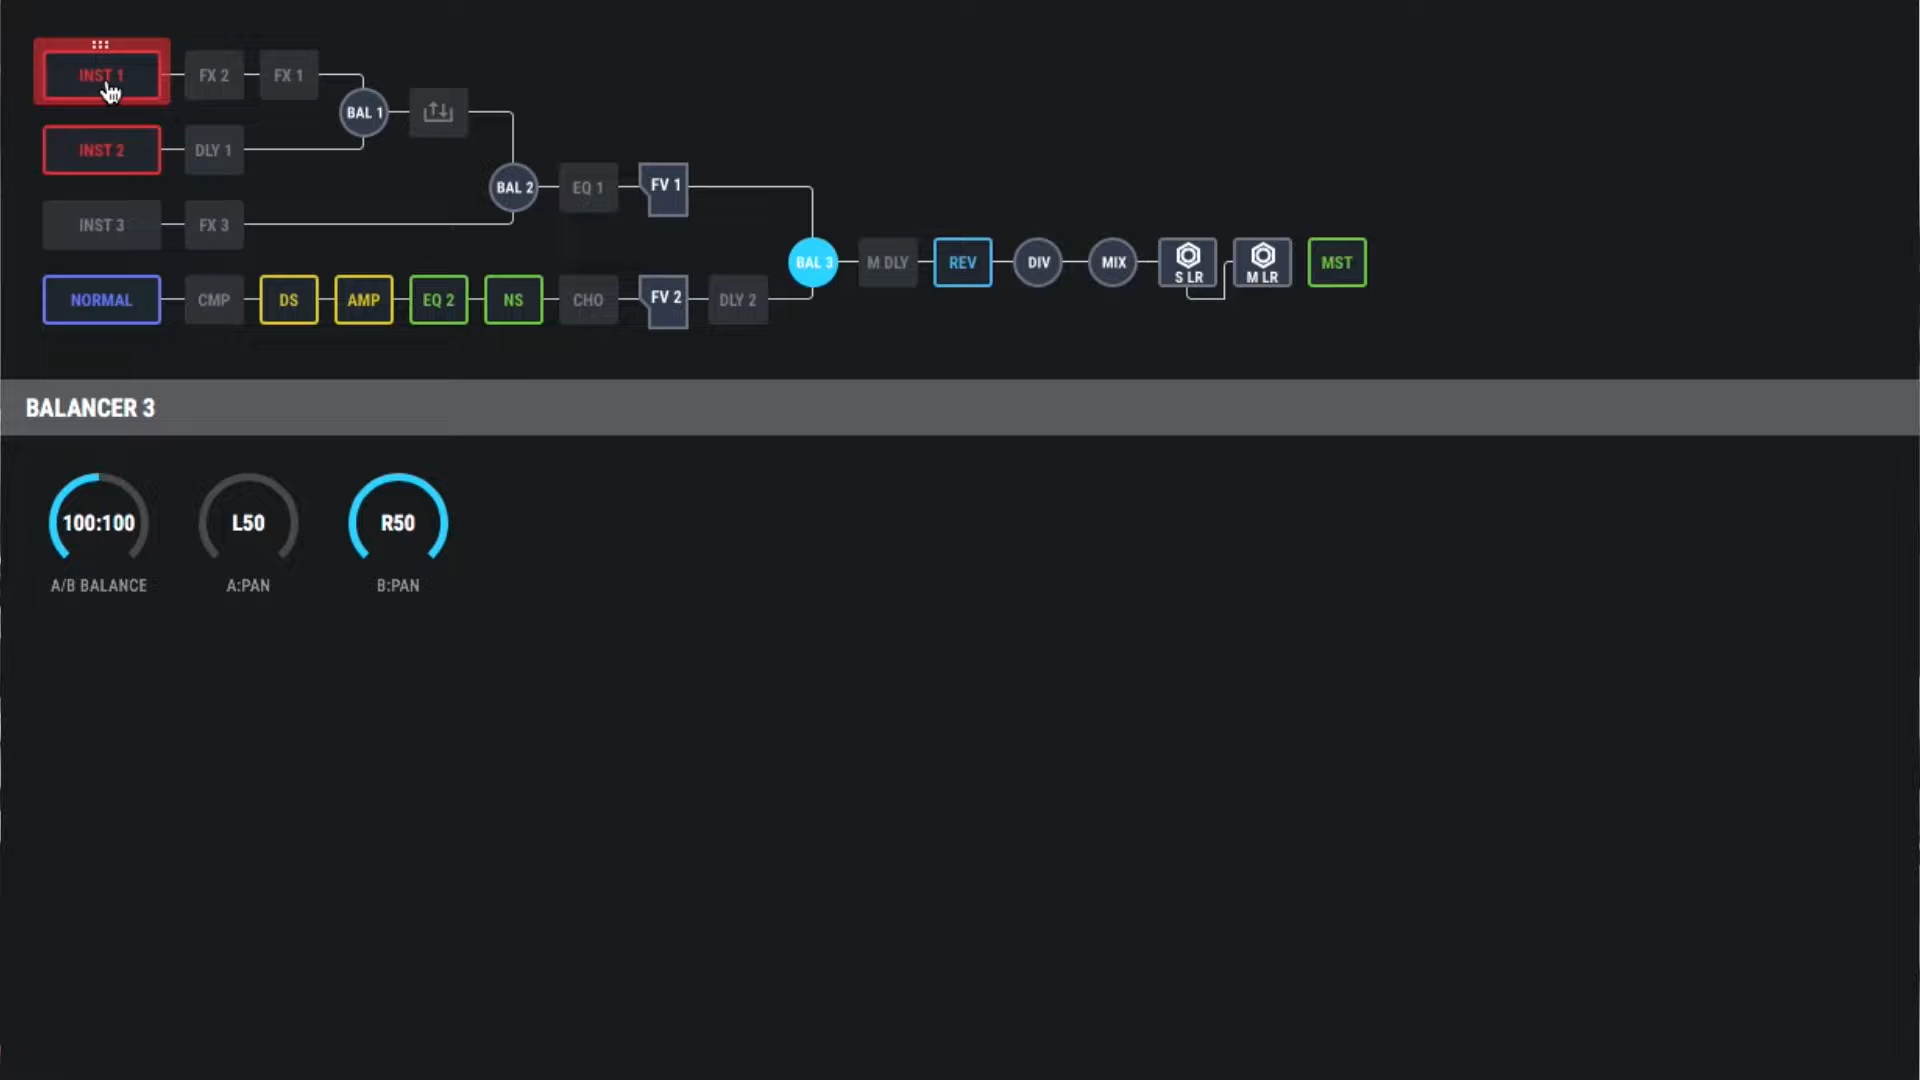 INST 1 FX 2 FX 1
BAL 1
INST 2 DLY 1
BAL 2 EQ 1 FV 1
INST 3 FX 3
BAL 3 M DLY REV DIV MIX S LR M LR MST
NORMAL CMP DS AMP EQ 2 NS CHO FV 2 DLY 2
BALANCER 3
100:100 L50 R50
A/B BALANCE A:PAN B:PAN